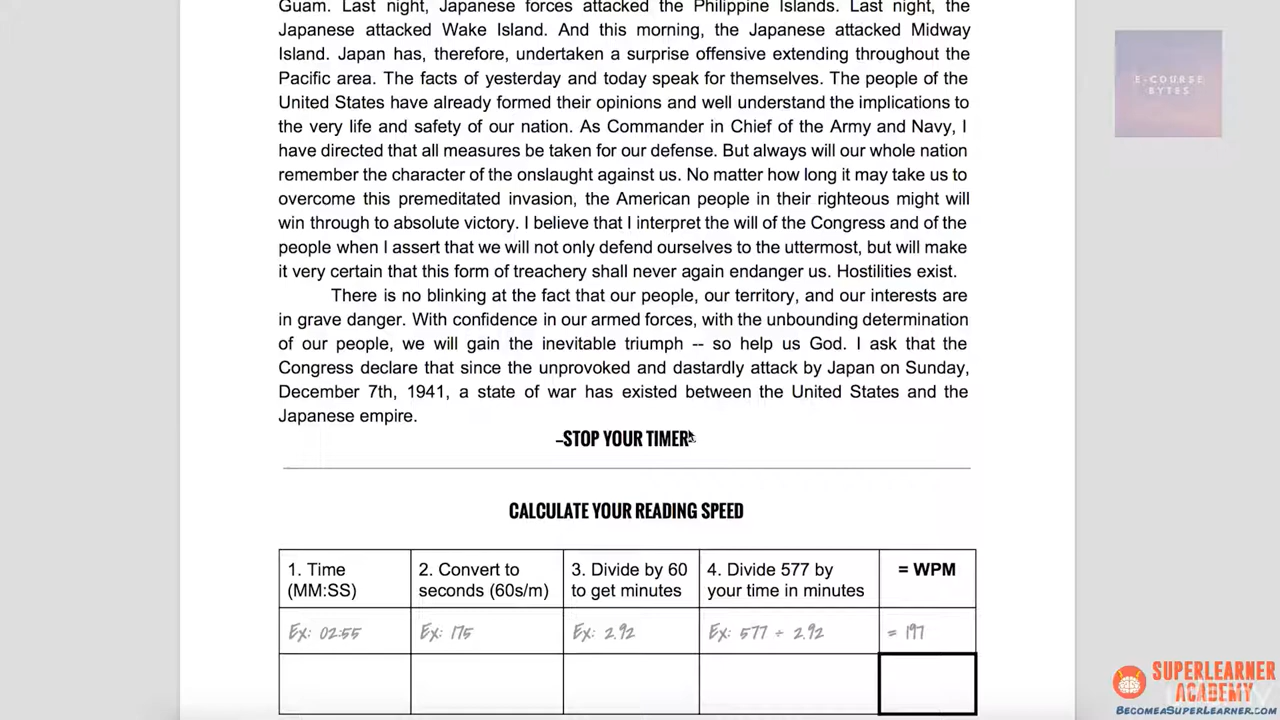 Guam. Last night, Japanese forces attacked the Philippine Islands. Last night, the
Japanese attacked Wake Island. And this morning, the Japanese attacked Midway
Island. Japan has, therefore, undertaken a surprise offensive extending throughout the
Pacific area. The facts of yesterday and today speak for themselves. The people of the
United States have already formed their opinions and well understand the implications to
the very life and safety of our nation. As Commander in Chief of the Army and Navy, I
have directed that all measures be taken for our defense. But always will our whole nation
remember the character of the onslaught against us. No matter how long it may take us to
overcome this premeditated invasion, the American people in their righteous might will
win through to absolute victory. I believe that I interpret the will of the Congress and of the
people when I assert that we will not only defend ourselves to the uttermost, but will make
it very certain that this form of treachery shall never again endanger us. Hostilities exist.
There is no blinking at the fact that our people, our territory, and our interests are
in grave danger. With confidence in our armed forces, with the unbounding determination
of our people, we will gain the inevitable triumph -- so help us God. I ask that the
Congress declare that since the unprovoked and dastardly attack by Japan on Sunday,
December 7th, 1941, a state of war has existed between the United States and the
Japanese empire.
–STOP YOUR TIMER
CALCULATE YOUR READING SPEED
1. Time (MM:SS)
2. Convert to seconds (60s/m)
3. Divide by 60 to get minutes
4. Divide 577 by your time in minutes
= WPM
Ex: 02:55
Ex: 175
Ex: 2.92
Ex: 577 ÷ 2.92
= 197
E-COURSE
BYTES
SUPERLEARNER
ACADEMY
BECOMEASUPERLEARNER.COM